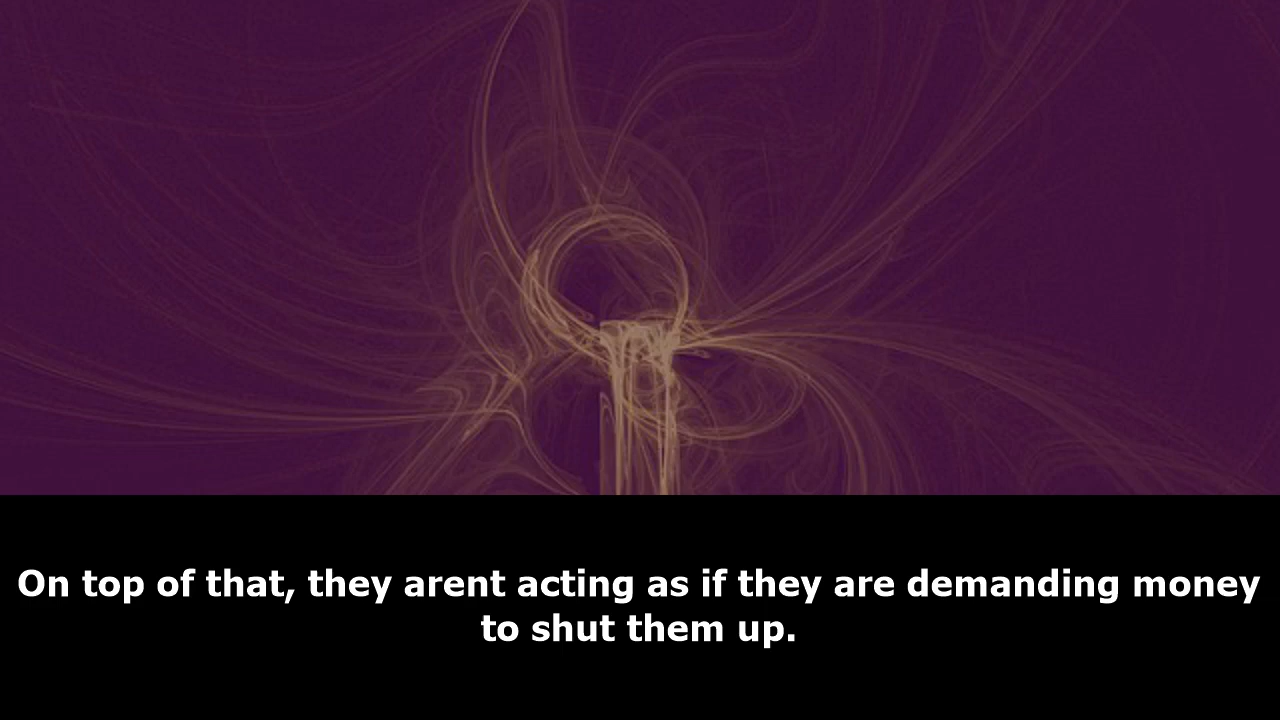 On top of that, they arent acting as if they are demanding money
to shut them up.